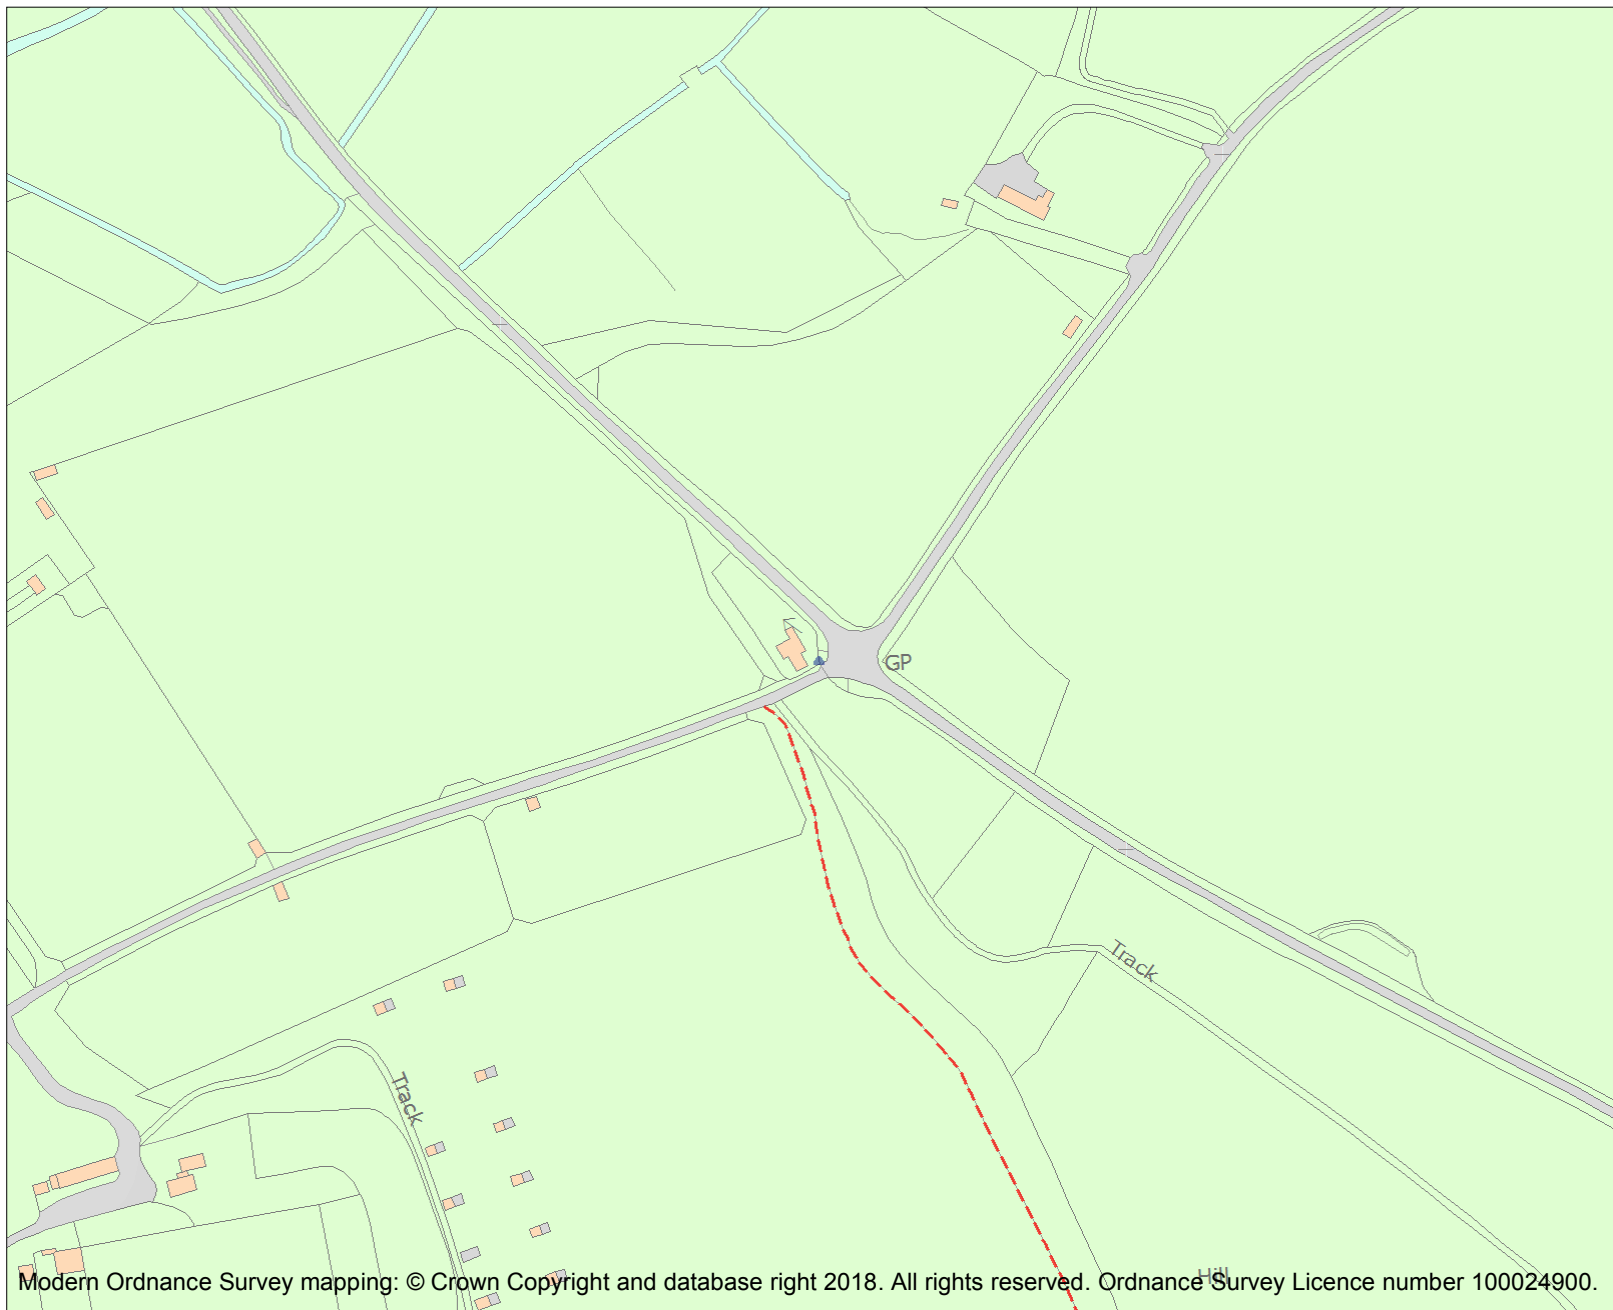 GP
Track
Track
Hill
Modern Ordnance Survey mapping: © Crown Copyright and database right 2018. All rights reserved. Ordnance Survey Licence number 100024900.